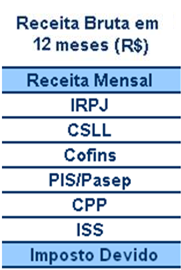 Receita Bruta em
12 meses (R$)
Receita Mensal
IRPJ
CSLL
Cofins
PIS/Pasep
CPP
ISS
Imposto Devido